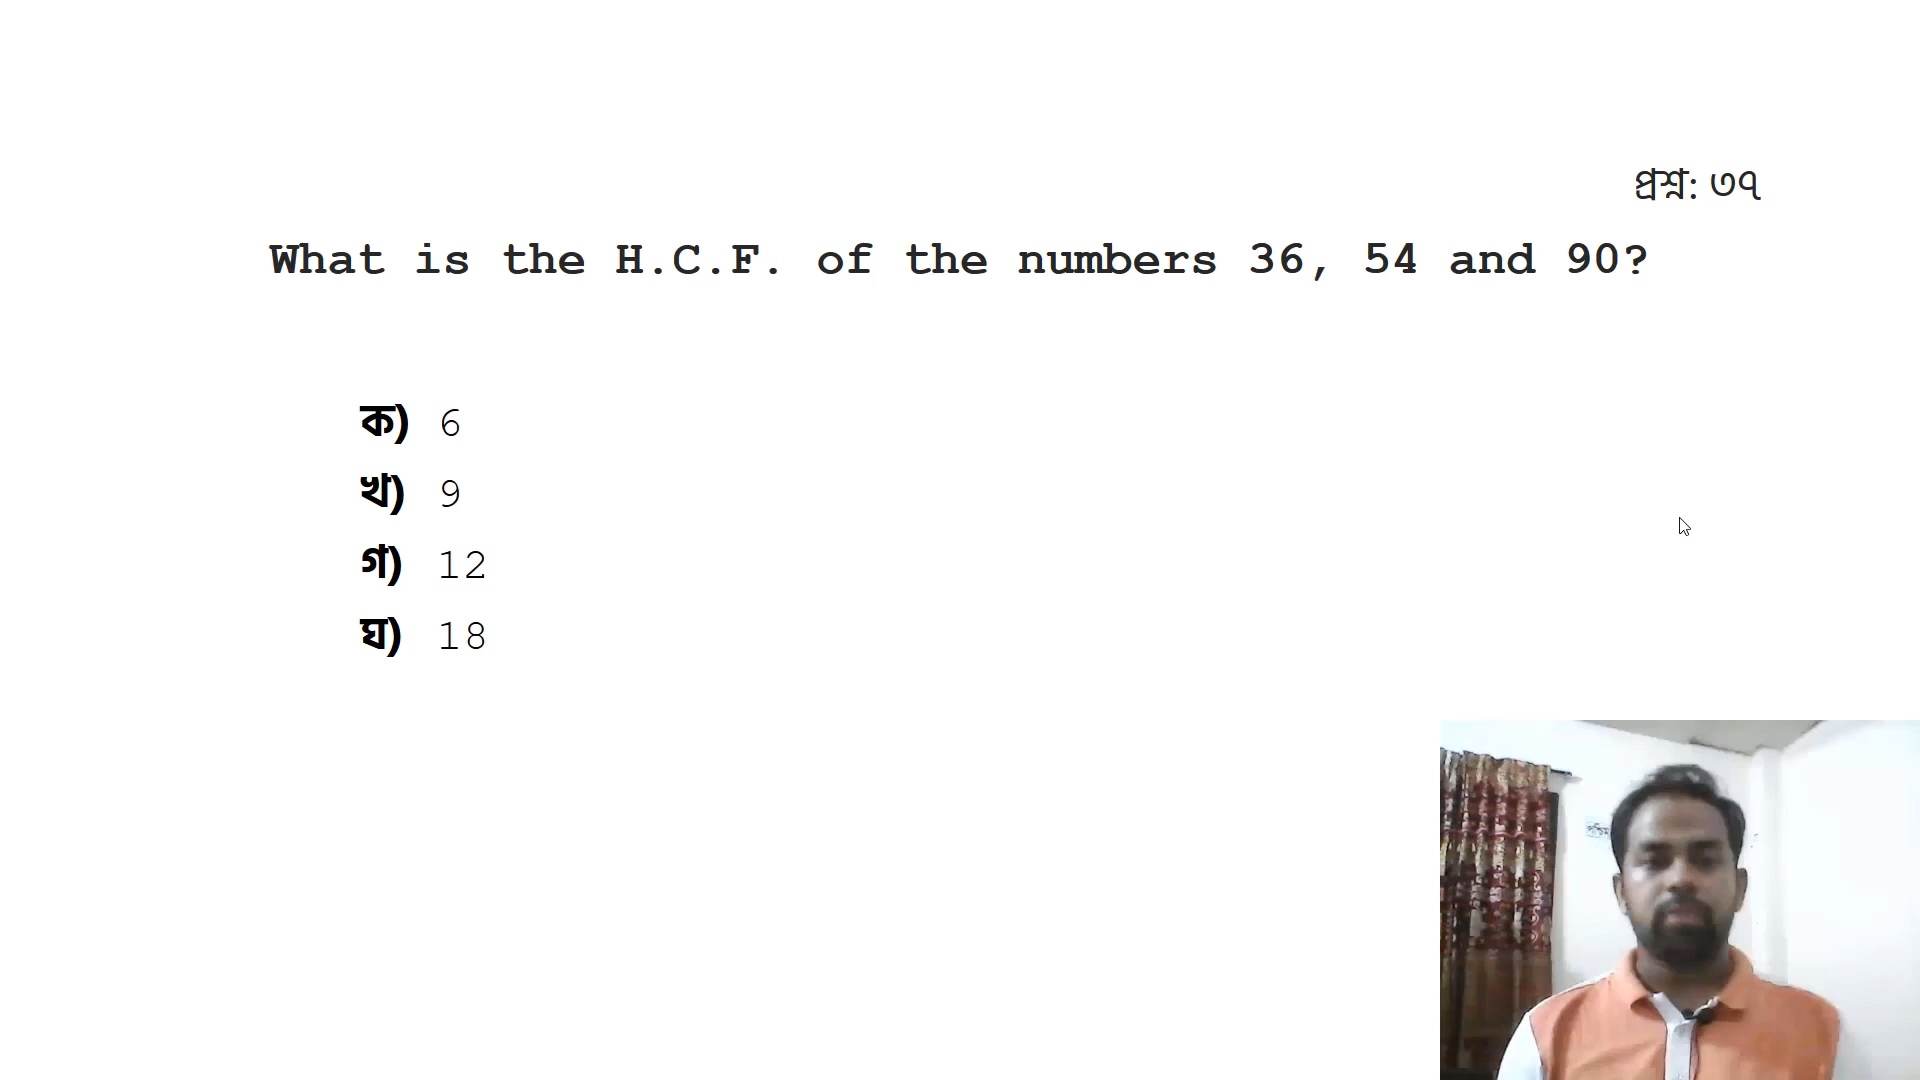 প্রশ্ন: ৩৭
What is the H.C.F. of the numbers 36, 54 and 90?
ক) 6
খ) 9
গ) 12
ঘ) 18